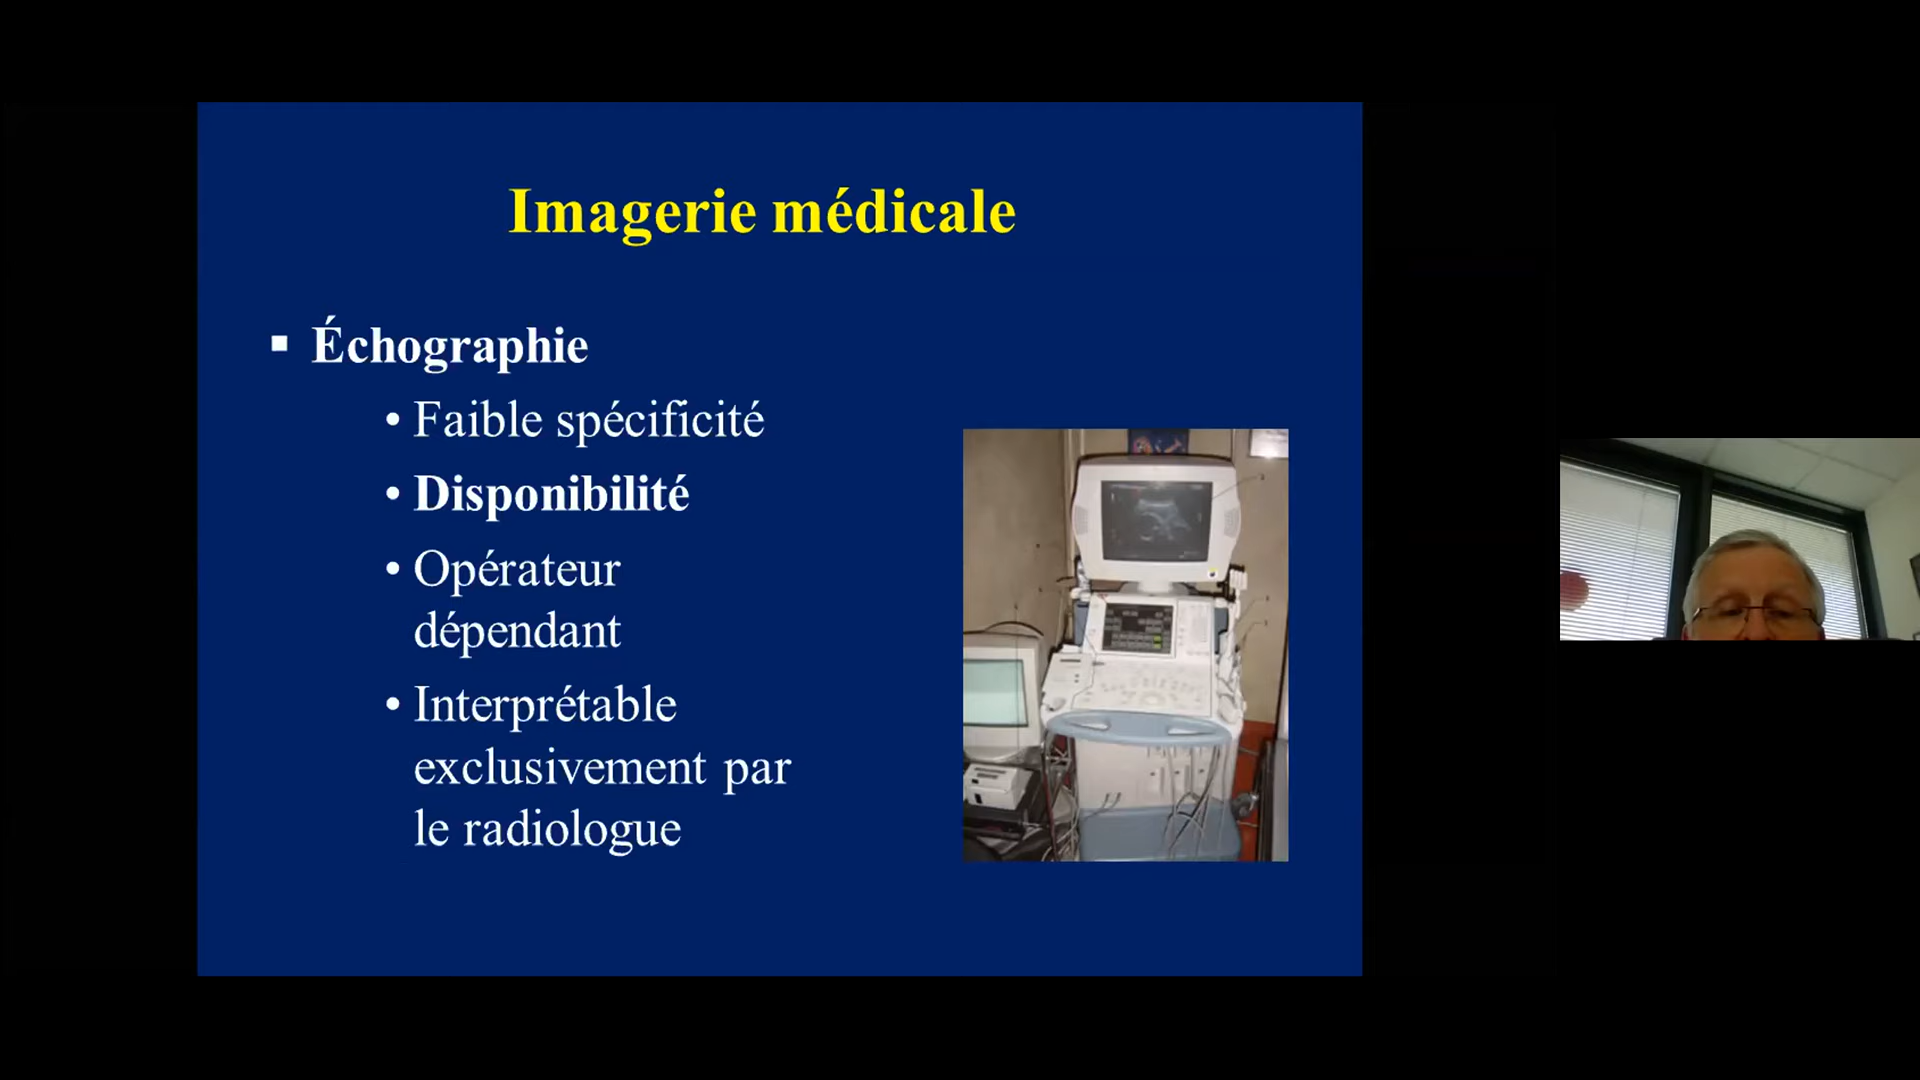 Imagerie médicale
▪ Échographie
• Faible spécificité
• Disponibilité
• Opérateur
dépendant
• Interprétable
exclusivement par
le radiologue